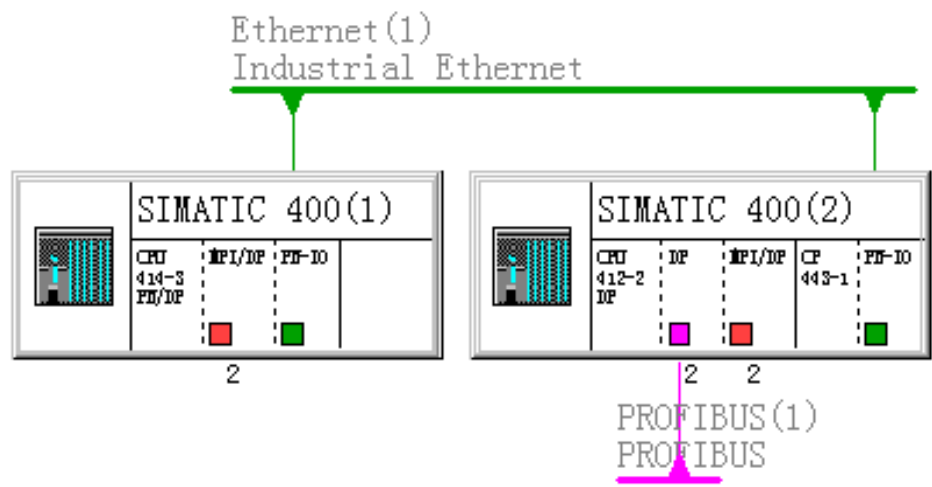 Ethernet(1)
Industrial Ethernet
SIMATIC 400(1)
CPU
414-3
PN/DP
MPI/DP
PN-IO
2
SIMATIC 400(2)
CPU
412-2
DP
DP
MPI/DP
CP
443-1
PN-IO
2
2
PROFIBUS(1)
PROFIBUS